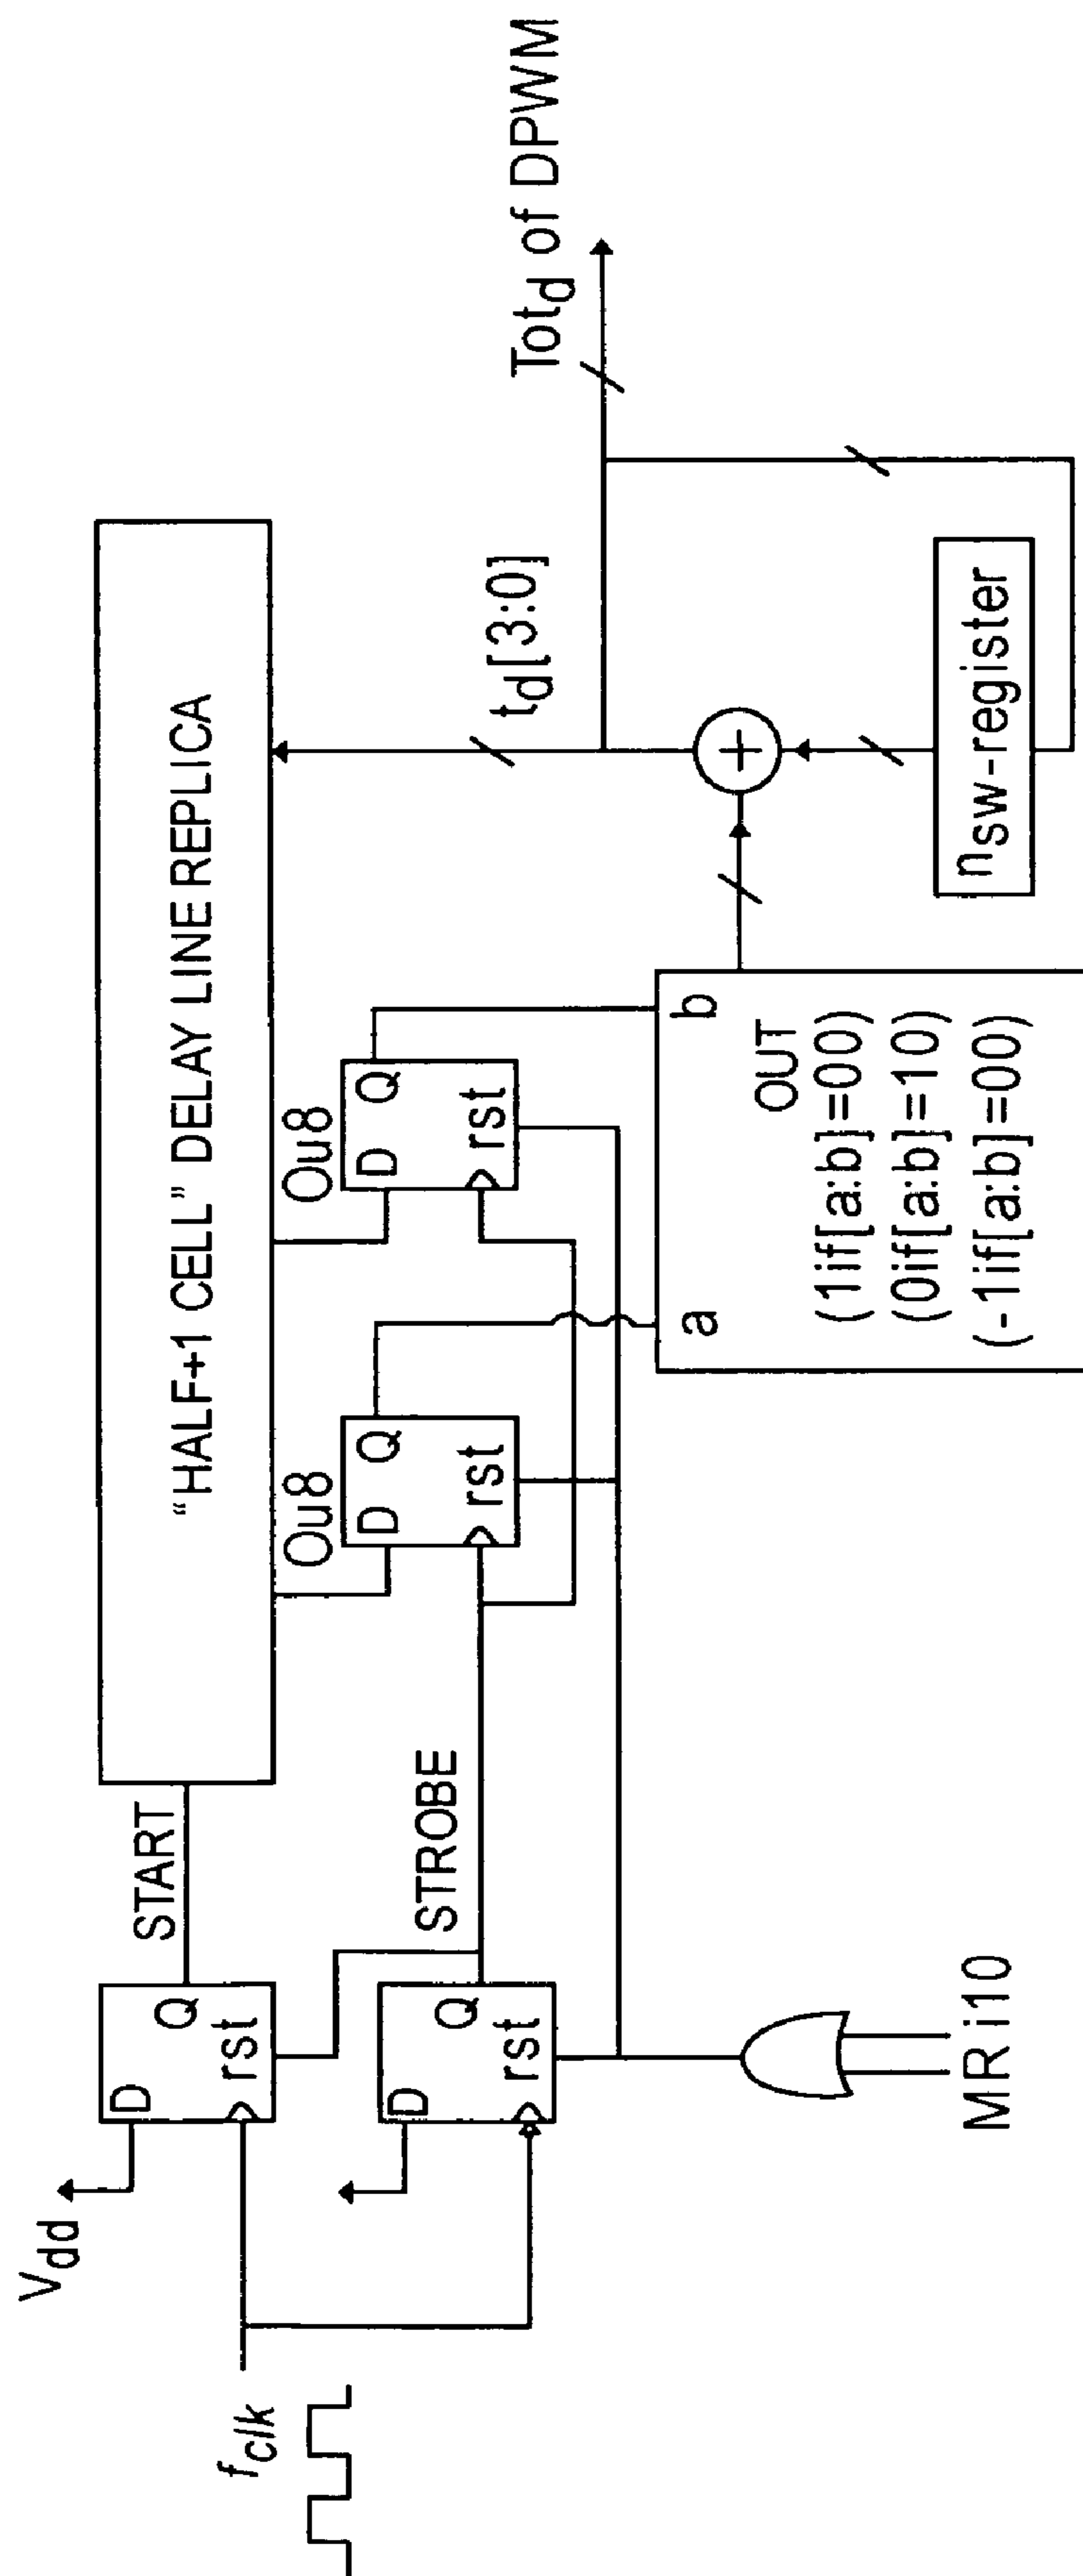 V_dd
D
Q
rst
START
"HALF+1 CELL" DELAY LINE REPLICA
f_clk
D
Q
rst
STROBE
Ou8
D
Q
rst
Ou8
D
Q
rst
t_d[3:0]
Tot_d of DPWM
+
a
b
OUT
(1if[a:b]=00)
(0if[a:b]=10)
(-1if[a:b]=00)
n_sw-register
MR i10